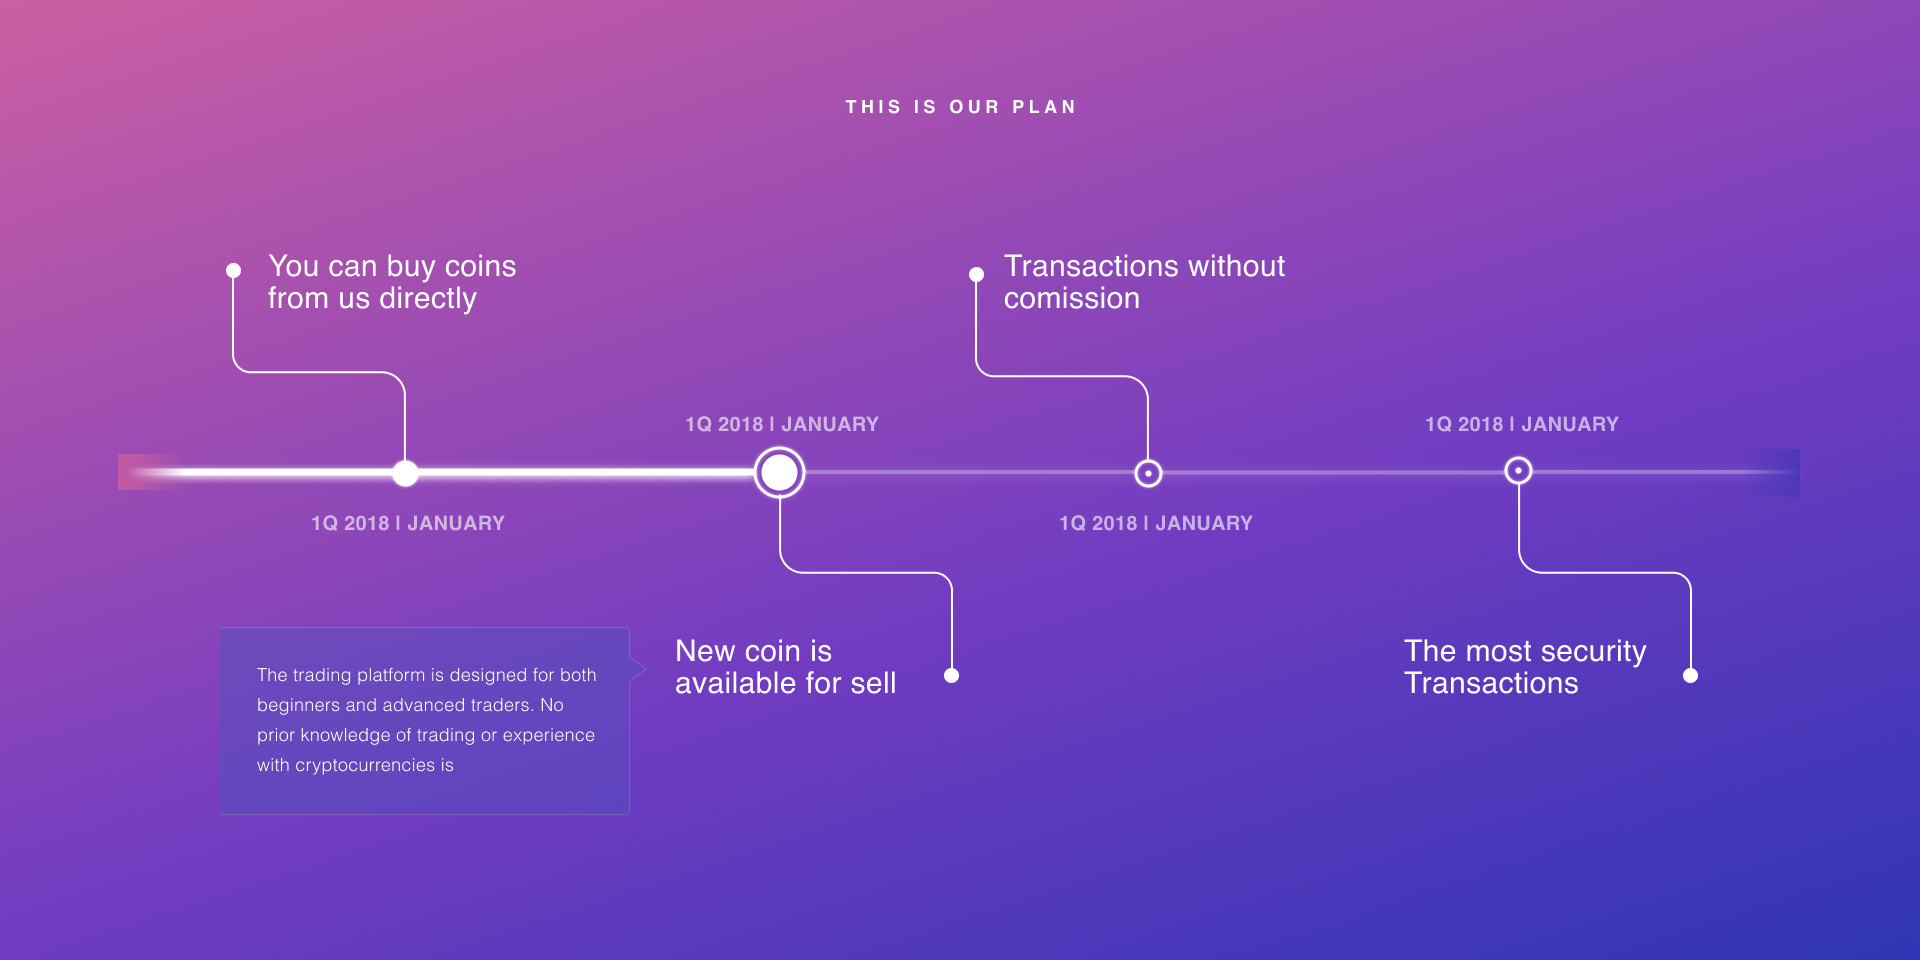 THIS IS OUR PLAN
You can buy coins
from us directly
Transactions without
comission
1Q 2018 | JANUARY
1Q 2018 | JANUARY
1Q 2018 | JANUARY
1Q 2018 | JANUARY
The trading platform is designed for both
beginners and advanced traders. No
prior knowledge of trading or experience
with cryptocurrencies is
New coin is
available for sell
The most security
Transactions